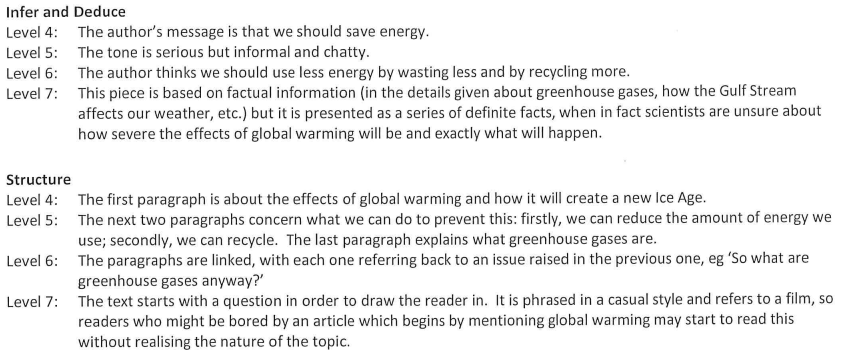 Infer and Deduce
Level 4: The author's message is that we should save energy.
Level 5: The tone is serious but informal and chatty.
Level 6: The author thinks we should use less energy by wasting less and by recycling more.
Level 7: This piece is based on factual information (in the details given about greenhouse gases, how the Gulf Stream
affects our weather, etc.) but it is presented as a series of definite facts, when in fact scientists are unsure about
how severe the effects of global warming will be and exactly what will happen.
Structure
Level 4: The first paragraph is about the effects of global warming and how it will create a new Ice Age.
Level 5: The next two paragraphs concern what we can do to prevent this: firstly, we can reduce the amount of energy we
use; secondly, we can recycle. The last paragraph explains what greenhouse gases are.
Level 6: The paragraphs are linked, with each one referring back to an issue raised in the previous one, eg 'So what are
greenhouse gases anyway?'
Level 7: The text starts with a question in order to draw the reader in. It is phrased in a casual style and refers to a film, so
readers who might be bored by an article which begins by mentioning global warming may start to read this
without realising the nature of the topic.